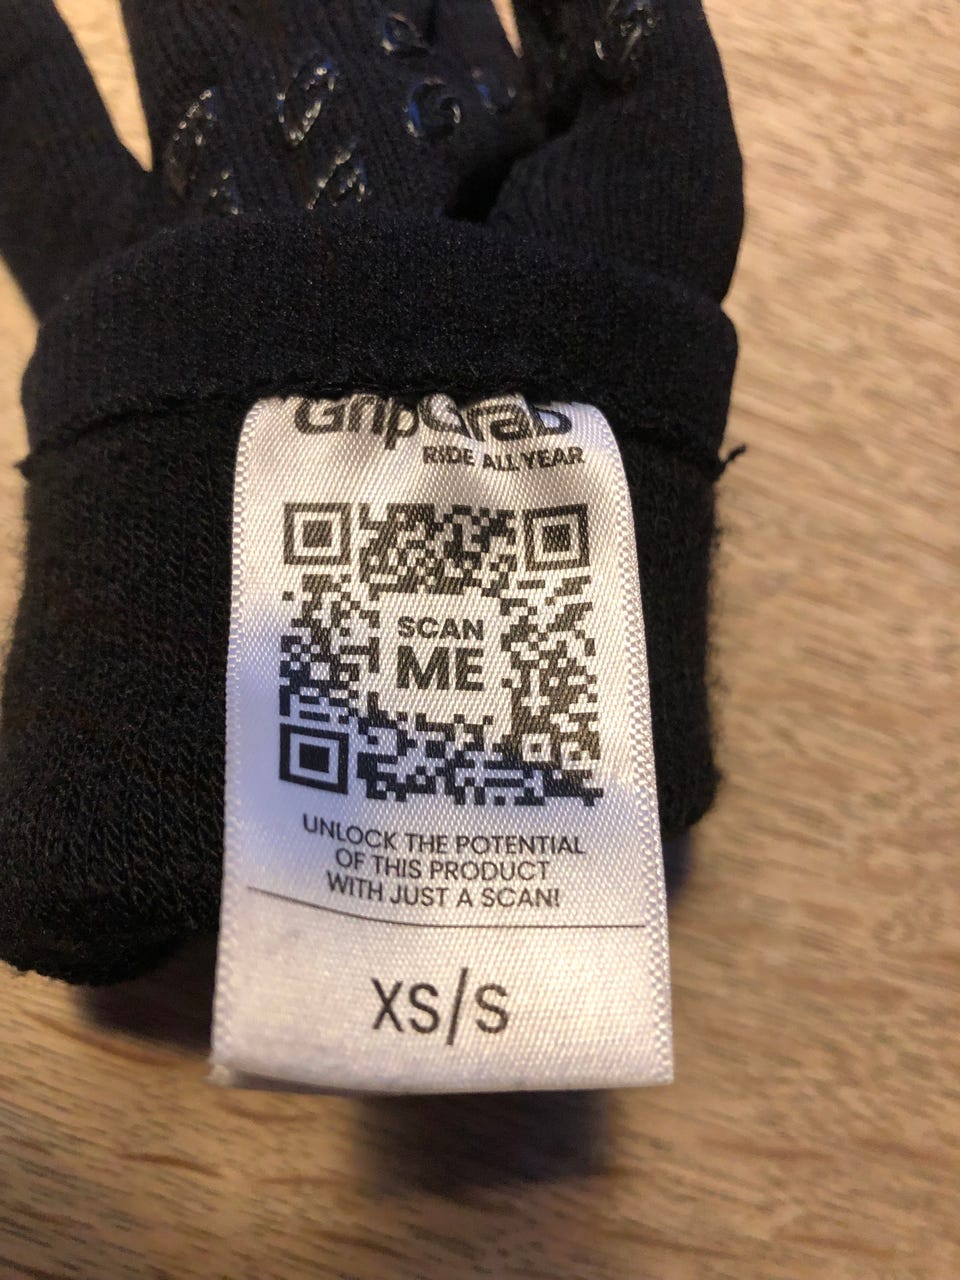 GripGrab
RIDE ALL YEAR
SCAN
ME
UNLOCK THE POTENTIAL
OF THIS PRODUCT
WITH JUST A SCAN!
XS/S